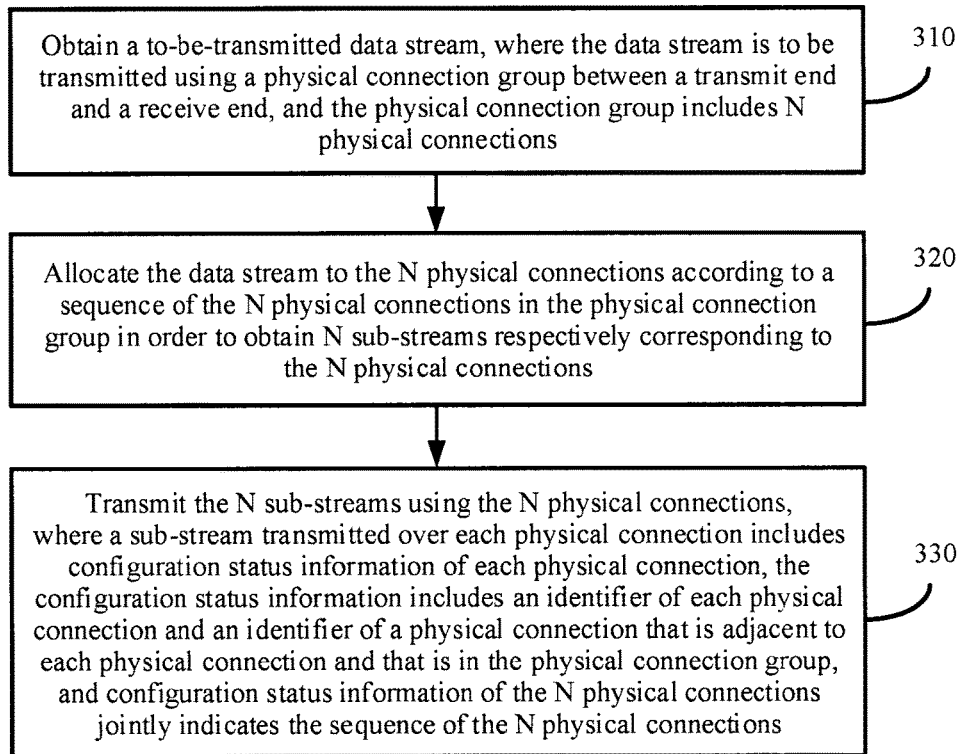 Obtain a to-be-transmitted data stream, where the data stream is to be
transmitted using a physical connection group between a transmit end
and a receive end, and the physical connection group includes N
physical connections
310
Allocate the data stream to the N physical connections according to a
sequence of the N physical connections in the physical connection
group in order to obtain N sub-streams respectively corresponding to
the N physical connections
320
Transmit the N sub-streams using the N physical connections,
where a sub-stream transmitted over each physical connection includes
configuration status information of each physical connection, the
configuration status information includes an identifier of each physical
connection and an identifier of a physical connection that is adjacent to
each physical connection and that is in the physical connection group,
and configuration status information of the N physical connections
jointly indicates the sequence of the N physical connections
330